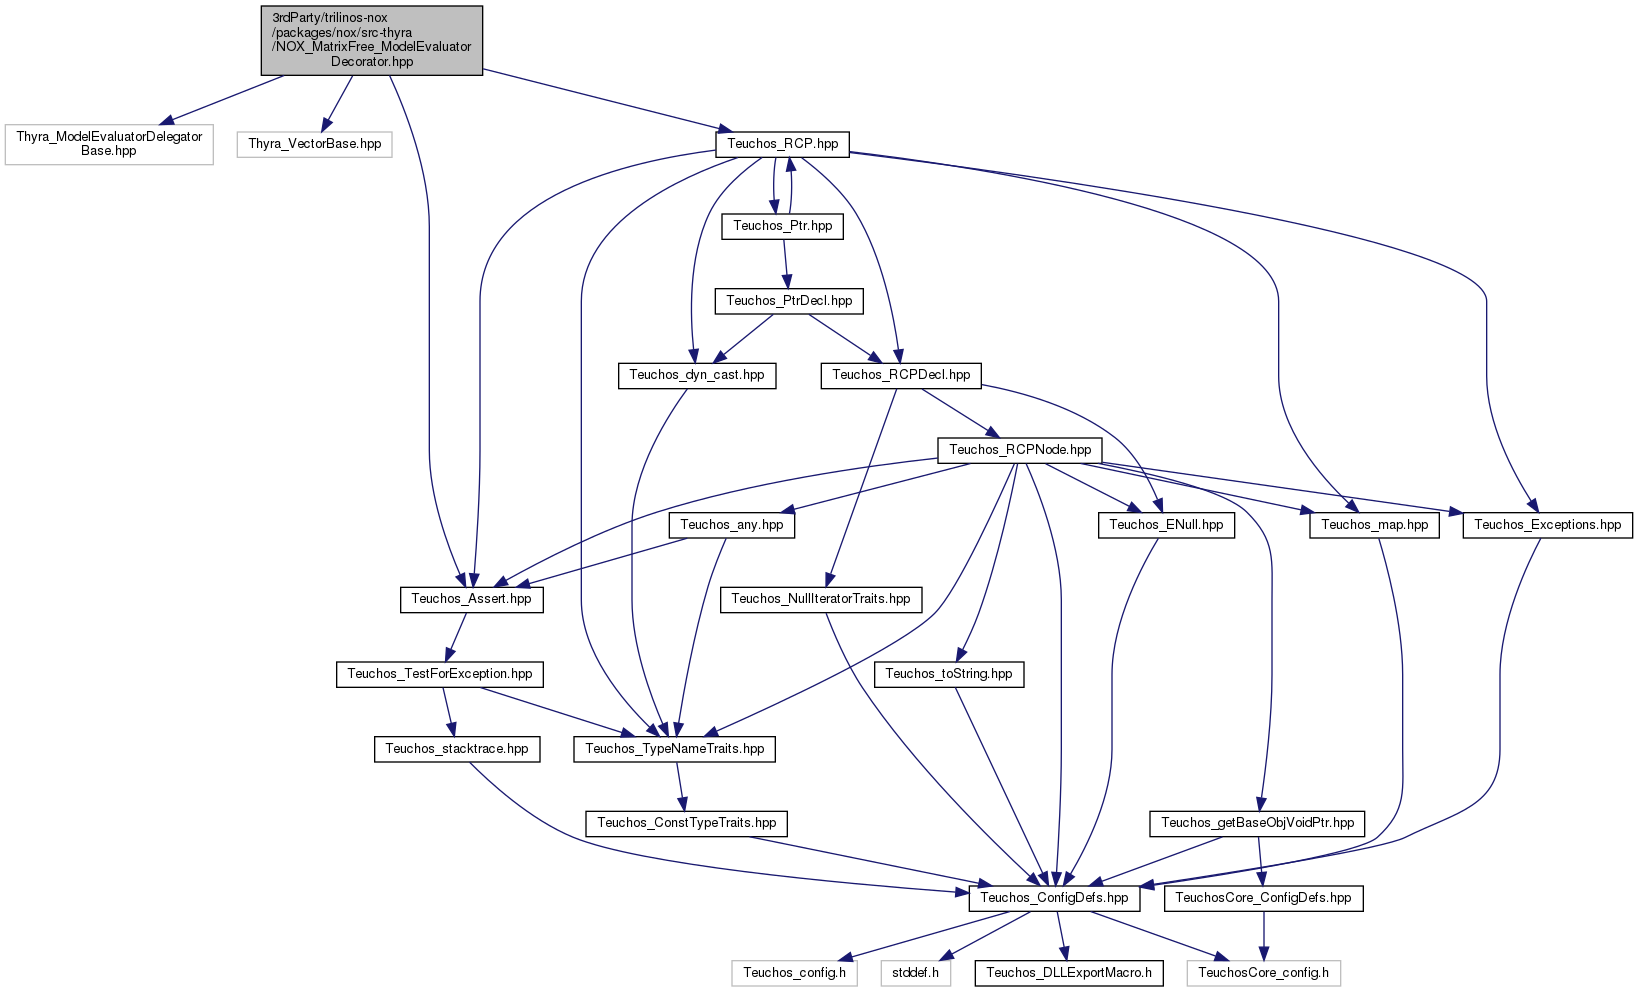 3rdParty/trilinos-nox
/packages/nox/src-thyra
/NOX_MatrixFree_ModelEvaluator
Decorator.hpp
Thyra_ModelEvaluatorDelegator
Base.hpp
Thyra_VectorBase.hpp
Teuchos_RCP.hpp
Teuchos_Ptr.hpp
Teuchos_PtrDecl.hpp
Teuchos_dyn_cast.hpp
Teuchos_RCPDecl.hpp
Teuchos_RCPNode.hpp
Teuchos_any.hpp
Teuchos_ENull.hpp
Teuchos_map.hpp
Teuchos_Exceptions.hpp
Teuchos_Assert.hpp
Teuchos_NullIteratorTraits.hpp
Teuchos_TestForException.hpp
Teuchos_toString.hpp
Teuchos_stacktrace.hpp
Teuchos_TypeNameTraits.hpp
Teuchos_ConstTypeTraits.hpp
Teuchos_getBaseObjVoidPtr.hpp
Teuchos_ConfigDefs.hpp
TeuchosCore_ConfigDefs.hpp
Teuchos_config.h
stddef.h
Teuchos_DLLExportMacro.h
TeuchosCore_config.h